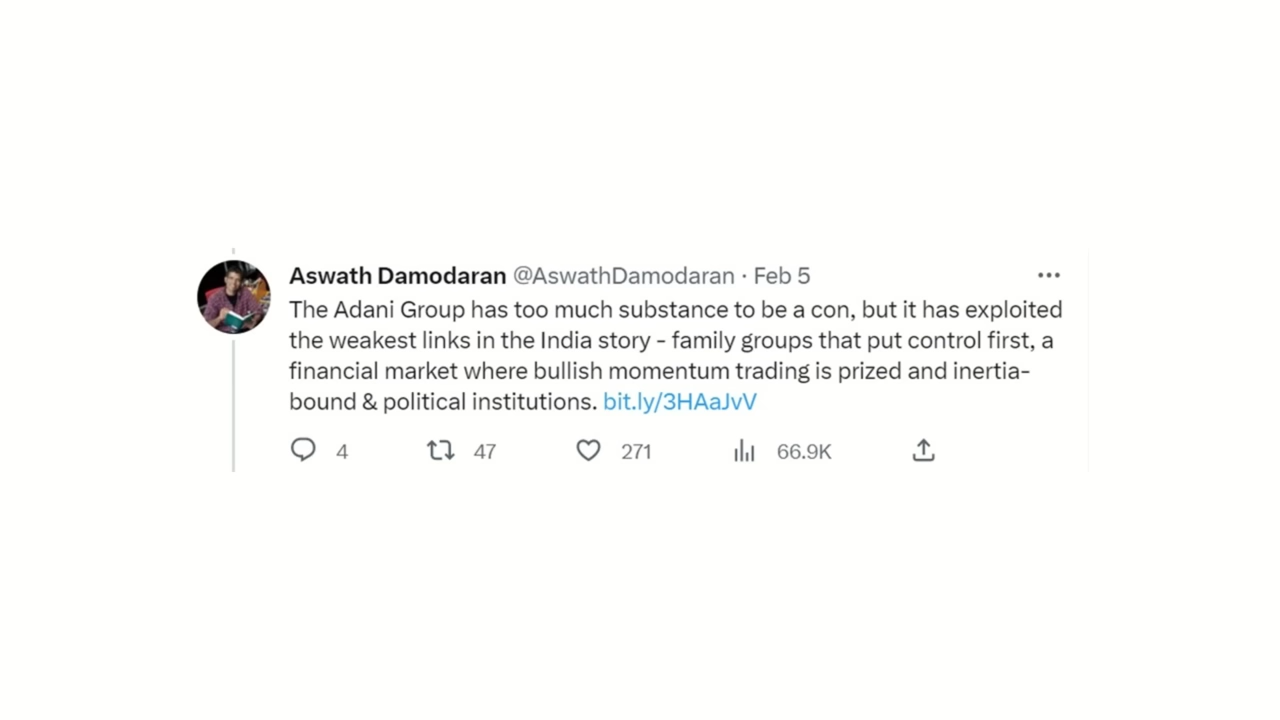 Aswath Damodaran @AswathDamodaran · Feb 5
The Adani Group has too much substance to be a con, but it has exploited
the weakest links in the India story - family groups that put control first, a
financial market where bullish momentum trading is prized and inertia-
bound & political institutions. bit.ly/3HAaJvV
4 47 271 66.9K